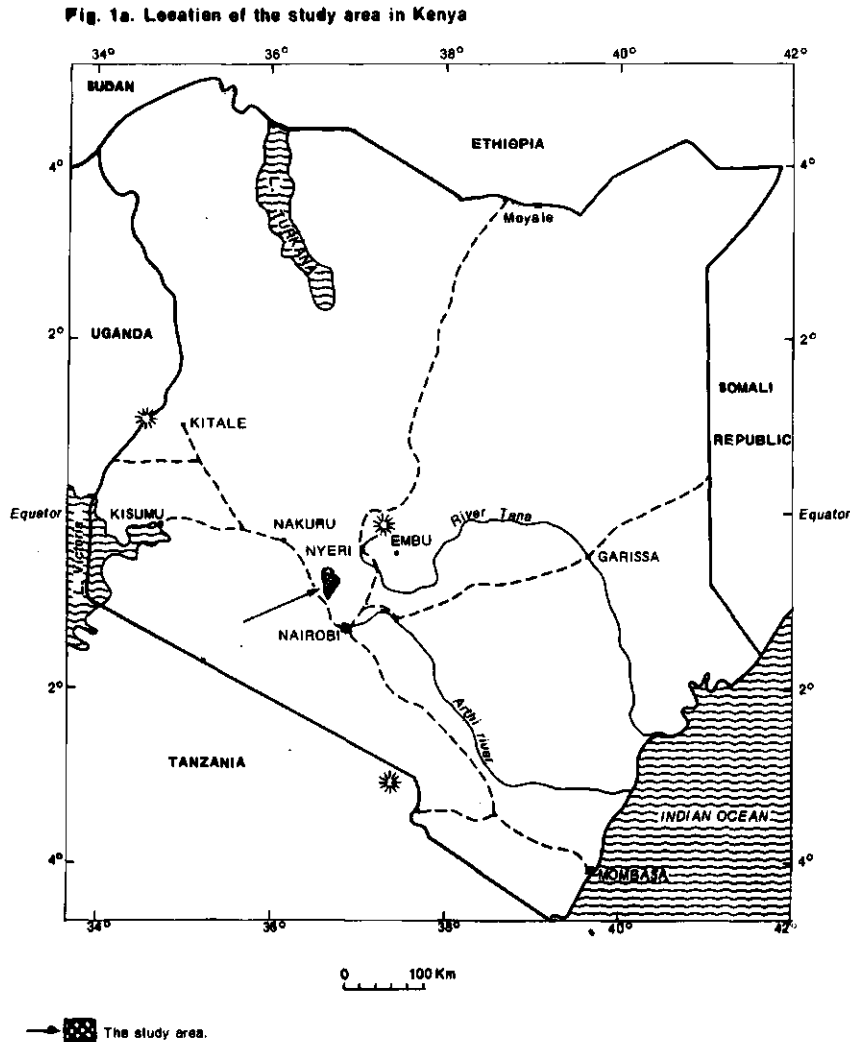 Fig. 1a. Location of the study area in Kenya
34° 36° 38° 40° 42°
SUDAN
ETHIOPIA
4° 4°
Moyale
L. TURKANA
UGANDA
2° 2°
SOMALI
REPUBLIC
KITALE
Equator KISUMU Equator
L. Victoria
NAKURU
River Tana
NYERI
EMBU
GARISSA
NAIROBI
2° 2°
Arthi river
TANZANIA
INDIAN OCEAN
4° 4°
MOMBASA
34° 36° 38° 40° 42°
0 100 Km
The study area.